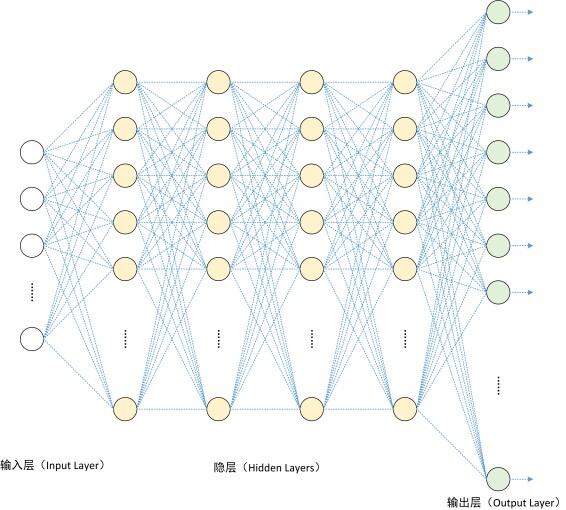 输入层（Input Layer）
隐层（Hidden Layers）
输出层（Output Layer）